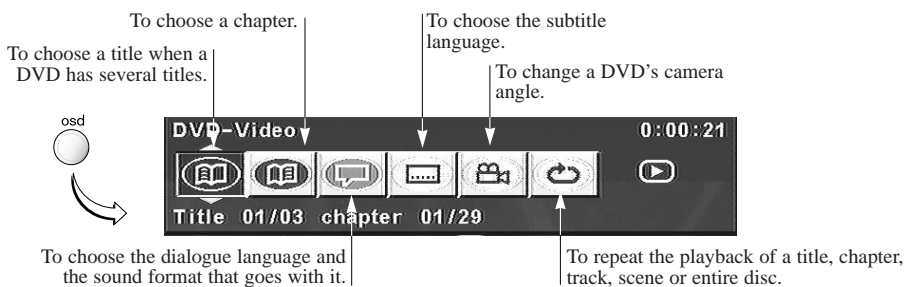 To choose a chapter.
To choose the subtitle
language.
To choose a title when a
DVD has several titles.
To change a DVD's camera
angle.
osd
DVD-Video
0:00:21
Title 01/03 chapter 01/29
To choose the dialogue language and
the sound format that goes with it.
To repeat the playback of a title, chapter,
track, scene or entire disc.